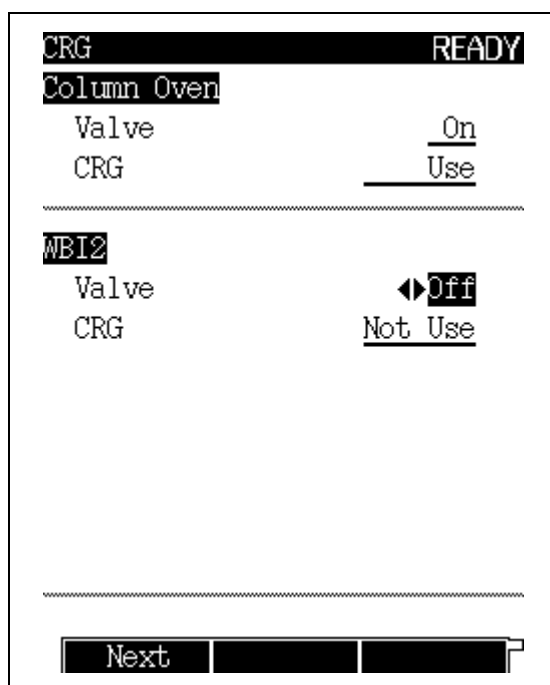 CRG READY
Column Oven
Valve On
CRG Use
WBI2
Valve Off
CRG Not Use
Next